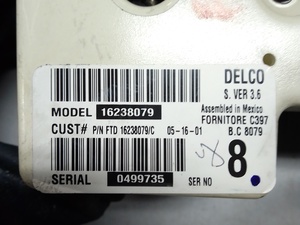 DELCO
S. VER 3.6
MODEL 16238079 Assembled in Mexico
FORNITORE C397
CUST# P/N FTD 16238079/C 05-16-01 B.C 8079
8
SERIAL 0499735 SER NO